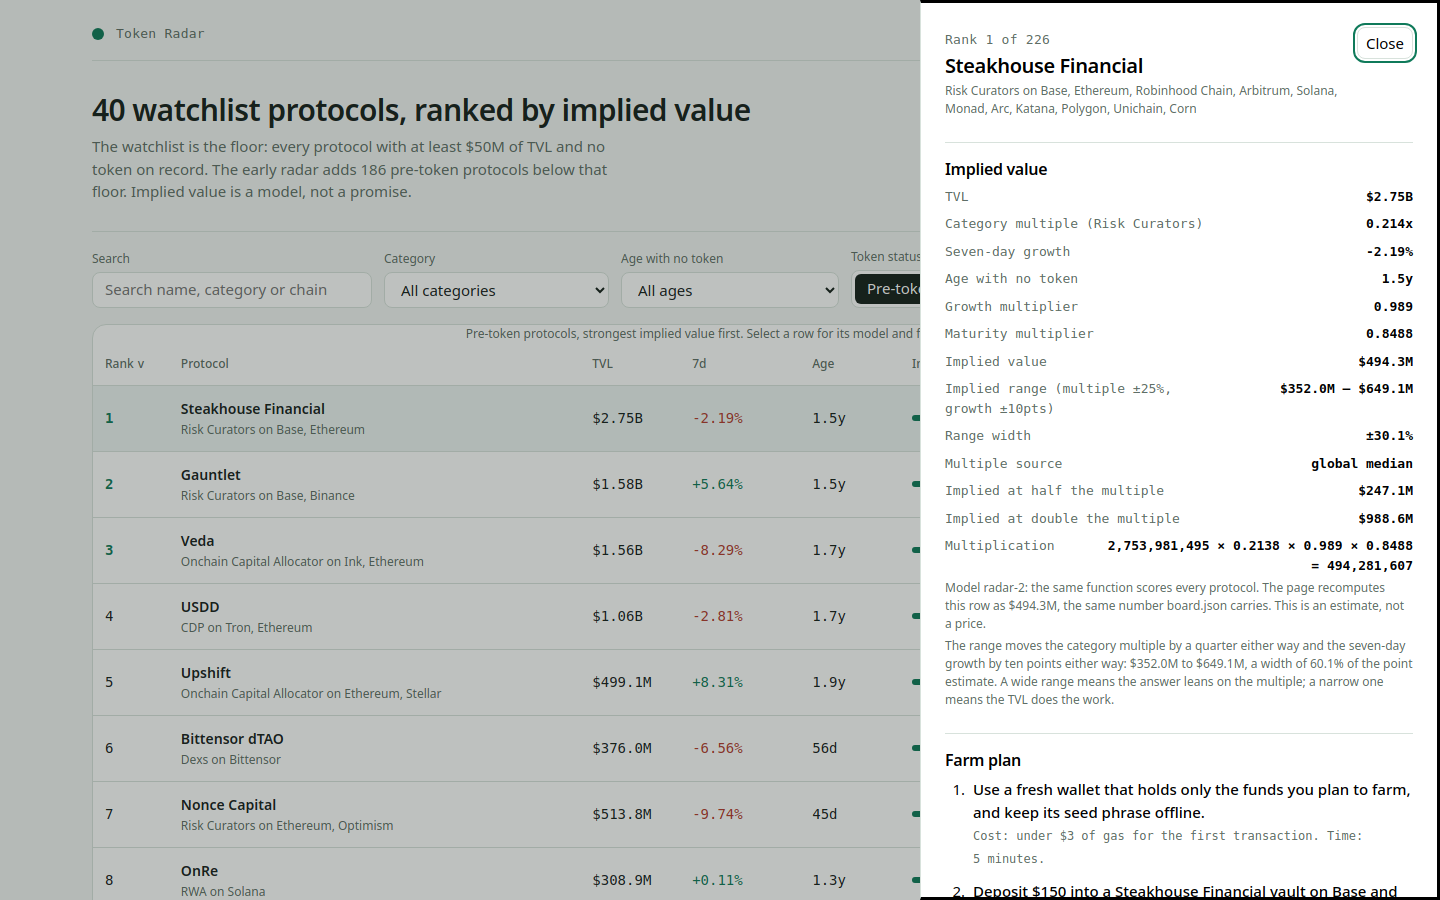 Token Radar
40 watchlist protocols, ranked by implied value
The watchlist is the floor: every protocol with at least $50M of TVL and no
token on record. The early radar adds 186 pre-token protocols below that
floor. Implied value is a model, not a promise.
Search
Category
Age with no token
Token status
Search name, category or chain
All categories
All ages
Pre-toke
Pre-token protocols, strongest implied value first. Select a row for its model and f
Rank v
Protocol
TVL
7d
Age
1
Steakhouse Financial
Risk Curators on Base, Ethereum
$2.75B
-2.19%
1.5y
2
Gauntlet
Risk Curators on Base, Binance
$1.58B
+5.64%
1.5y
3
Veda
Onchain Capital Allocator on Ink, Ethereum
$1.56B
-8.29%
1.7y
4
USDD
CDP on Tron, Ethereum
$1.06B
-2.81%
1.7y
5
Upshift
Onchain Capital Allocator on Ethereum, Stellar
$499.1M
+8.31%
1.9y
6
Bittensor dTAO
Dexs on Bittensor
$376.0M
-6.56%
56d
7
Nonce Capital
Risk Curators on Ethereum, Optimism
$513.8M
-9.74%
45d
8
OnRe
RWA on Solana
$308.9M
+0.11%
1.3y
Rank 1 of 226
Close
Steakhouse Financial
Risk Curators on Base, Ethereum, Robinhood Chain, Arbitrum, Solana,
Monad, Arc, Katana, Polygon, Unichain, Corn
Implied value
TVL $2.75B
Category multiple (Risk Curators) 0.214x
Seven-day growth -2.19%
Age with no token 1.5y
Growth multiplier 0.989
Maturity multiplier 0.8488
Implied value $494.3M
Implied range (multiple ±25%, $352.0M – $649.1M
growth ±10pts)
Range width ±30.1%
Multiple source global median
Implied at half the multiple $247.1M
Implied at double the multiple $988.6M
Multiplication 2,753,981,495 × 0.2138 × 0.989 × 0.8488
= 494,281,607
Model radar-2: the same function scores every protocol. The page recomputes
this row as $494.3M, the same number board.json carries. This is an estimate, not
a price.
The range moves the category multiple by a quarter either way and the seven-day
growth by ten points either way: $352.0M to $649.1M, a width of 60.1% of the point
estimate. A wide range means the answer leans on the multiple; a narrow one
means the TVL does the work.
Farm plan
1. Use a fresh wallet that holds only the funds you plan to farm,
and keep its seed phrase offline.
Cost: under $3 of gas for the first transaction. Time:
5 minutes.
2. Deposit $150 into a Steakhouse Financial vault on Base and